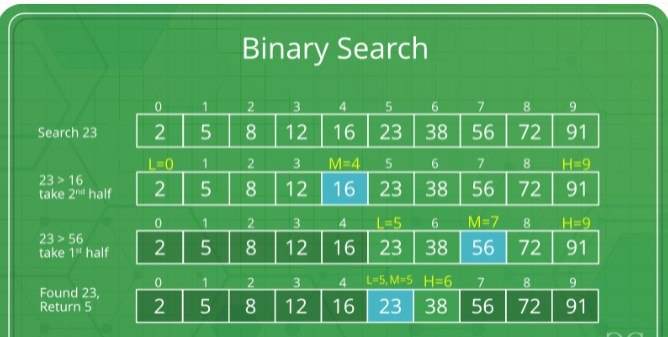 Binary Search
0 1 2 3 4 5 6 7 8 9
Search 23 2 5 8 12 16 23 38 56 72 91
L=0 1 2 3 M=4 5 6 7 8 H=9
23 > 16
take 2nd half 2 5 8 12 16 23 38 56 72 91
0 1 2 3 4 L=5 6 M=7 8 H=9
23 > 56
take 1st half 2 5 8 12 16 23 38 56 72 91
0 1 2 3 4 L=5, M=5 H=6 7 8 9
Found 23,
Return 5 2 5 8 12 16 23 38 56 72 91